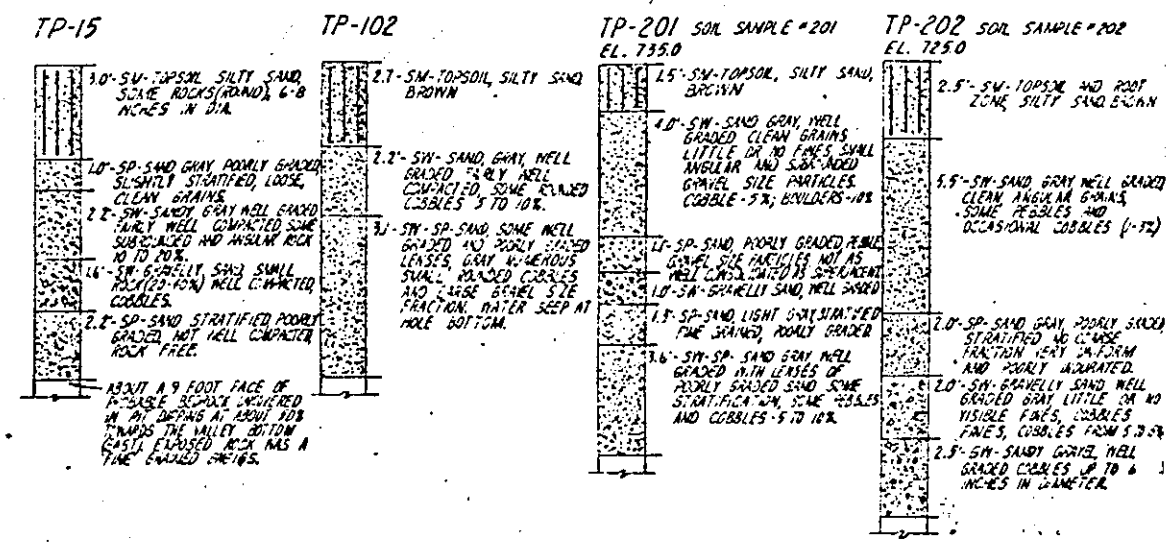 TP-15
3.0'- SM-TOPSOIL SILTY SAND,
SOME ROCKS (ROUND), 6-8
INCHES IN DIA.
1.0'- SP-SAND GRAY, POORLY GRADED,
SLIGHTLY STRATIFIED, LOOSE,
CLEAN GRAINS.
2.2'- SW-SANDY GRAY WELL GRADED
FAIRLY WELL COMPACTED SOME
SUBROUNDED AND ANGULAR ROCK
10 TO 20%.
1.6'- SW-GRAVELLY, SAND, SMALL
ROCK (20-40%) WELL COMPACTED,
COBBLES.
2.2'- SP-SAND STRATIFIED POORLY
GRADED, NOT WELL COMPACTED,
ROCK FREE.
ABOUT A 9 FOOT FACE OF
BEDROCK UNCOVERED
IN PIT DIPPING AT ABOUT
TOWARDS THE VALLEY BOTTOM
(EAST). EXPOSED ROCK HAS A
FINE GRAINED
TP-102
2.7'- SM-TOPSOIL, SILTY SAND,
BROWN
2.2'- SW-SAND, GRAY, WELL
GRADED FAIRLY WELL
COMPACTED, SOME ROUNDED
COBBLES 5 TO 10%.
SW-SP-SAND, SOME WELL
GRADED AND POORLY GRADED
LENSES, GRAY, NUMEROUS
SMALL, ROUNDED COBBLES
AND LARGE GRAVEL SIZE
FRACTION. WATER SEEP AT
HOLE BOTTOM.
TP-201 SOIL SAMPLE #201
EL. 735.0
1.5'- SM-TOPSOIL, SILTY SAND,
BROWN
4.0'- SW-SAND GRAY, WELL
GRADED CLEAN GRAINS
LITTLE OR NO FINES, SMALL
ANGULAR AND SUBROUNDED
GRAVEL SIZE PARTICLES.
COBBLE-5%; BOULDERS-10%
SP-SAND, POORLY GRADED
GRAVEL SIZE PARTICLES NOT AS
WELL CONSOLIDATED AS
1.0'- SW-GRAVELLY SAND, WELL GRADED
1.5'- SP-SAND, LIGHT GRAY, STRATIFIED
FINE GRAINED, POORLY GRADED
3.6'- SW-SP-SAND GRAY WELL
GRADED WITH LENSES OF
POORLY GRADED SAND SOME
STRATIFICATION, SOME PEBBLES
AND COBBLES -5 TO 10%
TP-202 SOIL SAMPLE #202
EL. 725.0
2.5'- SM-TOPSOIL AND ROOT
ZONE, SILTY SAND, BROWN
5.5'- SW-SAND, GRAY WELL GRADED,
CLEAN, ANGULAR GRAINS,
SOME PEBBLES AND
OCCASIONAL COBBLES
2.0'- SP-SAND GRAY, POORLY GRADED,
STRATIFIED NO COARSE
FRACTION VERY UNIFORM
AND POORLY INDURATED.
2.0'- SW-GRAVELLY SAND WELL
GRADED GRAY LITTLE OR NO
VISIBLE FINES, COBBLES
FINES, COBBLES FROM
2.5'- SW-SANDY GRAVEL, WELL
GRADED COBBLES UP TO 6
INCHES IN DIAMETER.